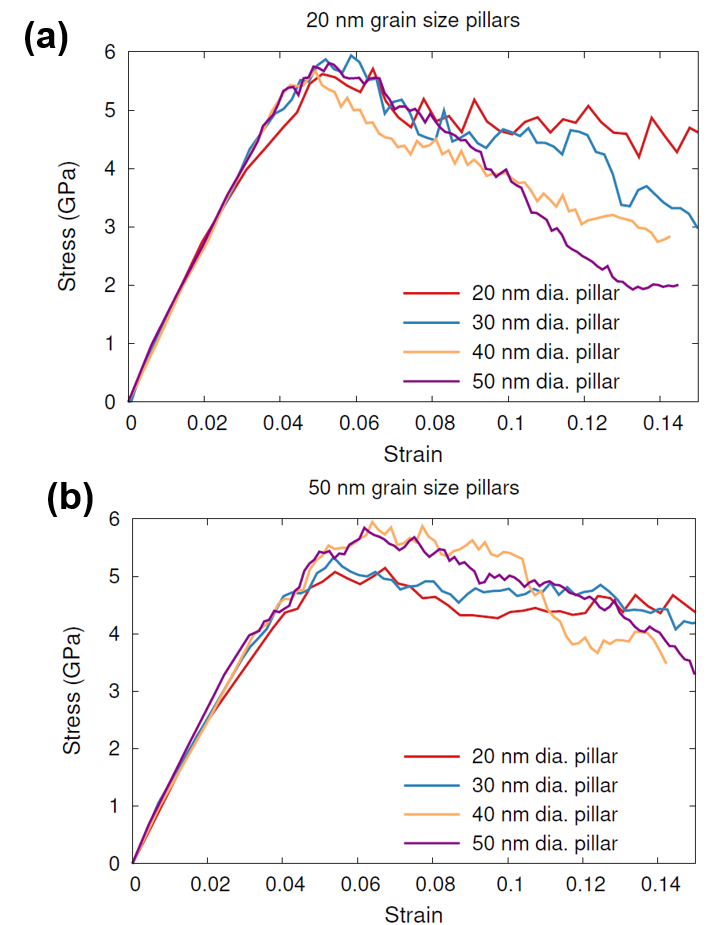 (a)
20 nm grain size pillars
6
5
4
3
2
1
0
Stress (GPa)
20 nm dia. pillar
30 nm dia. pillar
40 nm dia. pillar
50 nm dia. pillar
0 0.02 0.04 0.06 0.08 0.1 0.12 0.14
Strain
(b)
50 nm grain size pillars
6
5
4
3
2
1
0
Stress (GPa)
20 nm dia. pillar
30 nm dia. pillar
40 nm dia. pillar
50 nm dia. pillar
0 0.02 0.04 0.06 0.08 0.1 0.12 0.14
Strain